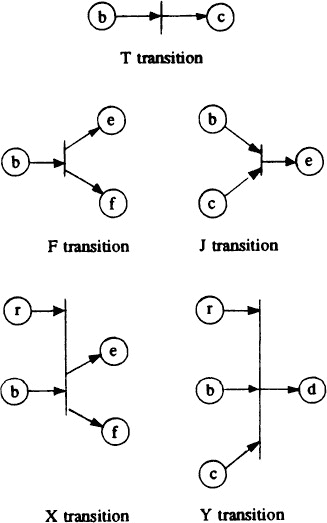 b c
T transition
e b
b e
f c
F transition J transition
r r
e
b b d
f
c
X transition Y transition